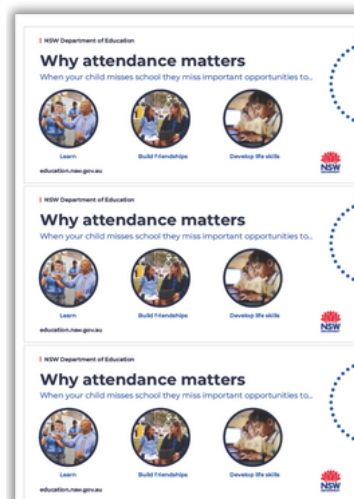 NSW Department of Education
Why attendance matters
When your child misses school they miss important opportunities to...
Learn Build Friendships Develop life skills
education.nsw.gov.au
NSW
NSW Department of Education
Why attendance matters
When your child misses school they miss important opportunities to...
Learn Build Friendships Develop life skills
education.nsw.gov.au
NSW
NSW Department of Education
Why attendance matters
When your child misses school they miss important opportunities to...
Learn Build Friendships Develop life skills
education.nsw.gov.au
NSW